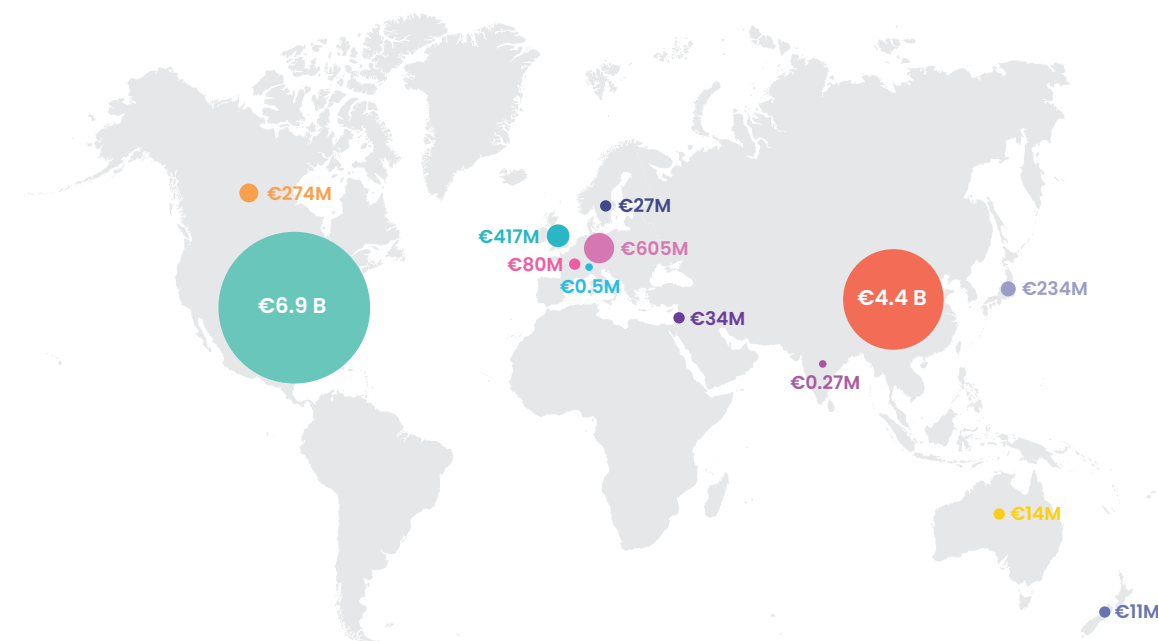 €274M
€27M
€417M
€605M
€80M
€0.5M
€6.9 B
€4.4 B
€234M
€34M
€0.27M
€14M
€11M